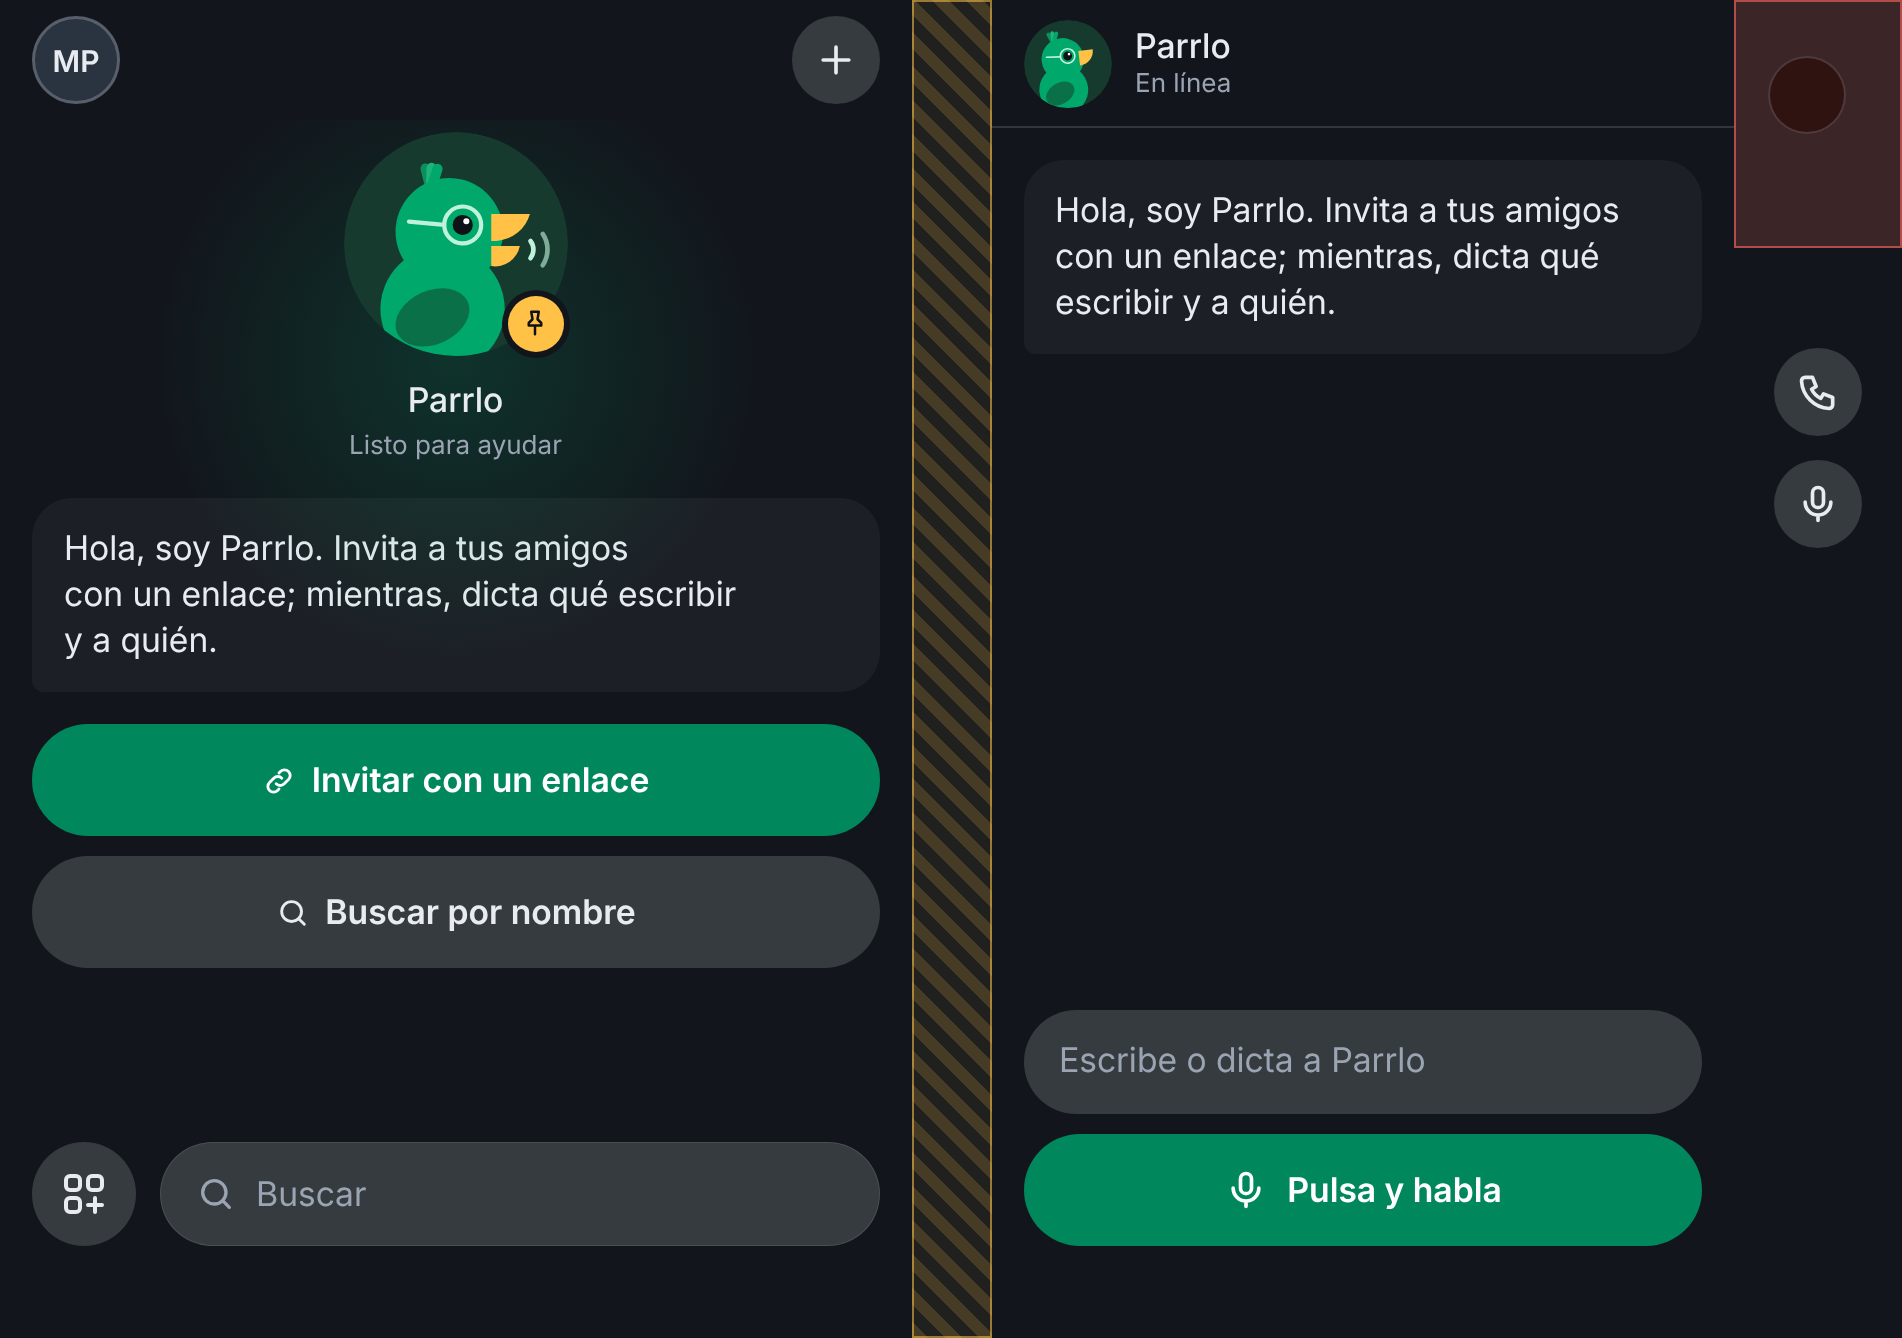 MP
Parrlo
Listo para ayudar
Hola, soy Parrlo. Invita a tus amigos
con un enlace; mientras, dicta qué escribir
y a quién.
Invitar con un enlace
Buscar por nombre
Buscar
Parrlo
En línea
Hola, soy Parrlo. Invita a tus amigos
con un enlace; mientras, dicta qué
escribir y a quién.
Escribe o dicta a Parrlo
Pulsa y habla